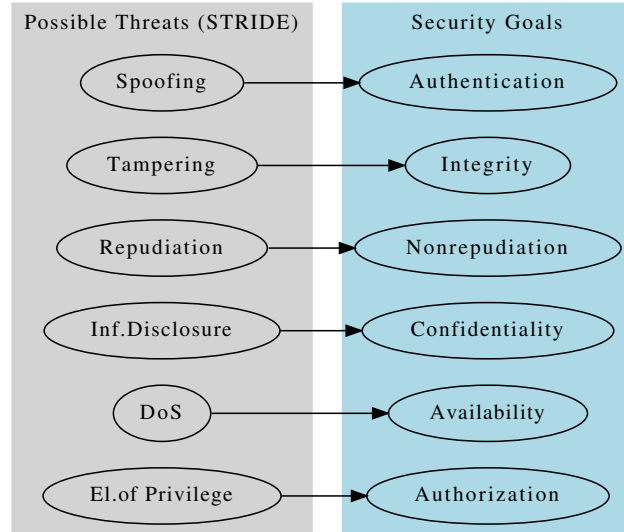 Possible Threats (STRIDE) Security Goals
Spoofing Authentication
Tampering Integrity
Repudiation Nonrepudiation
Inf.Disclosure Confidentiality
DoS Availability
El.of Privilege Authorization